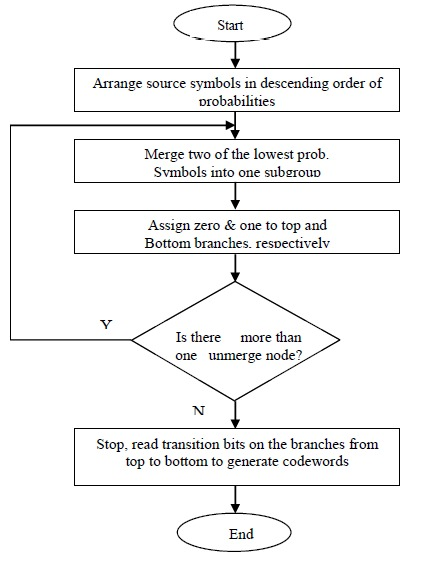 Start
Arrange source symbols in descending order of
probabilities
Merge two of the lowest prob.
Symbols into one subgroup
Assign zero & one to top and
Bottom branches, respectively
Y
Is there more than
one unmerge node?
N
Stop, read transition bits on the branches from
top to bottom to generate codewords
End